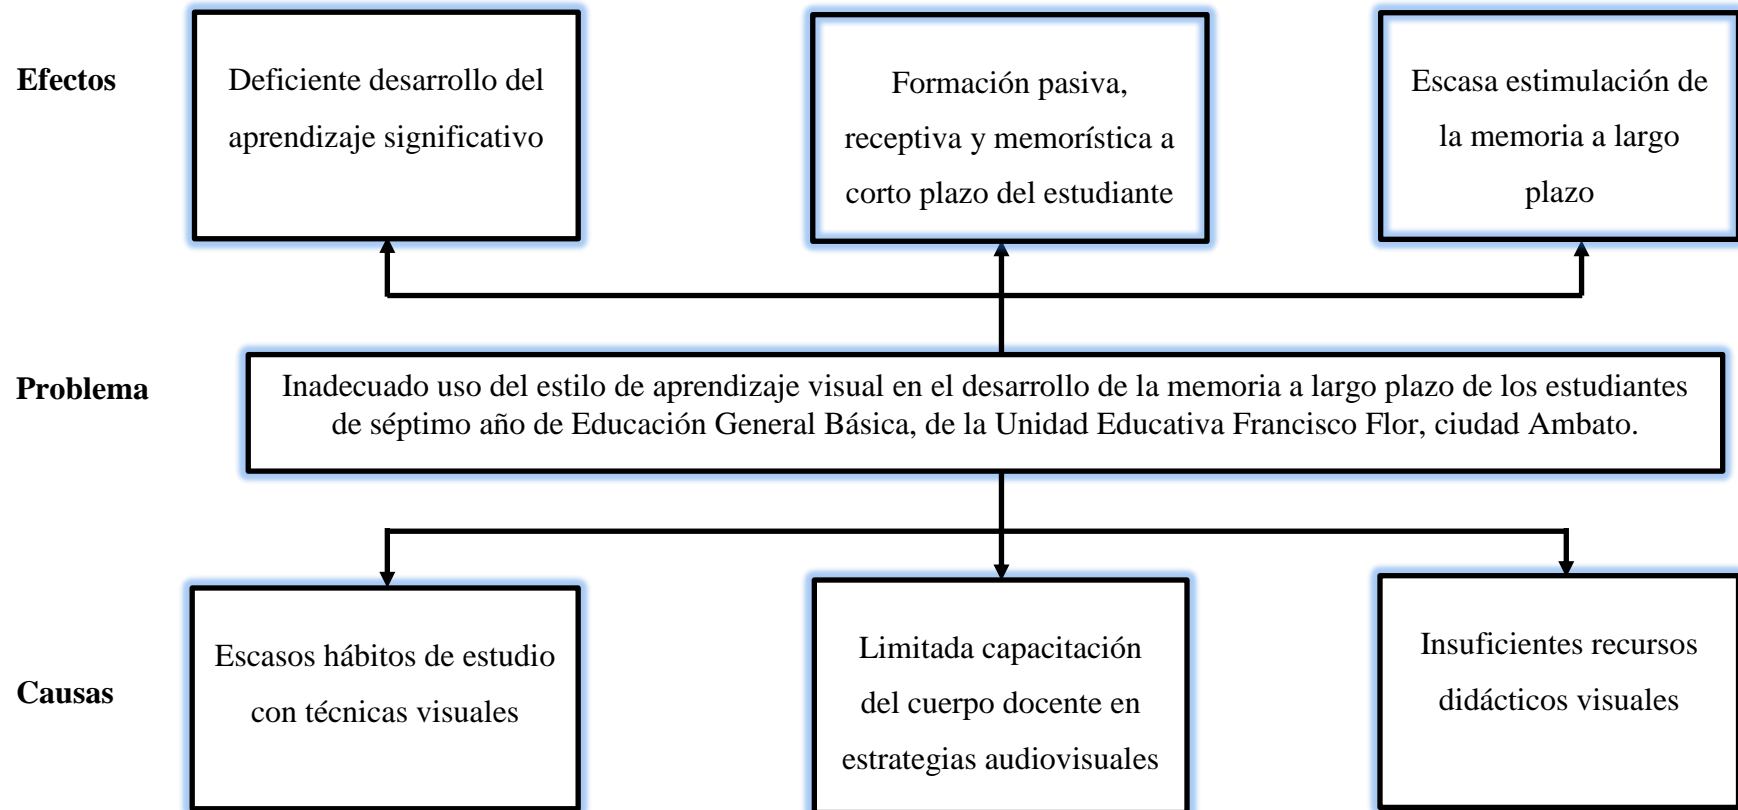 Efectos
Deficiente desarrollo del
aprendizaje significativo
Formación pasiva,
receptiva y memorística a
corto plazo del estudiante
Escasa estimulación de
la memoria a largo
plazo
Problema
Inadecuado uso del estilo de aprendizaje visual en el desarrollo de la memoria a largo plazo de los estudiantes
de séptimo año de Educación General Básica, de la Unidad Educativa Francisco Flor, ciudad Ambato.
Causas
Escasos hábitos de estudio
con técnicas visuales
Limitada capacitación
del cuerpo docente en
estrategias audiovisuales
Insuficientes recursos
didácticos visuales